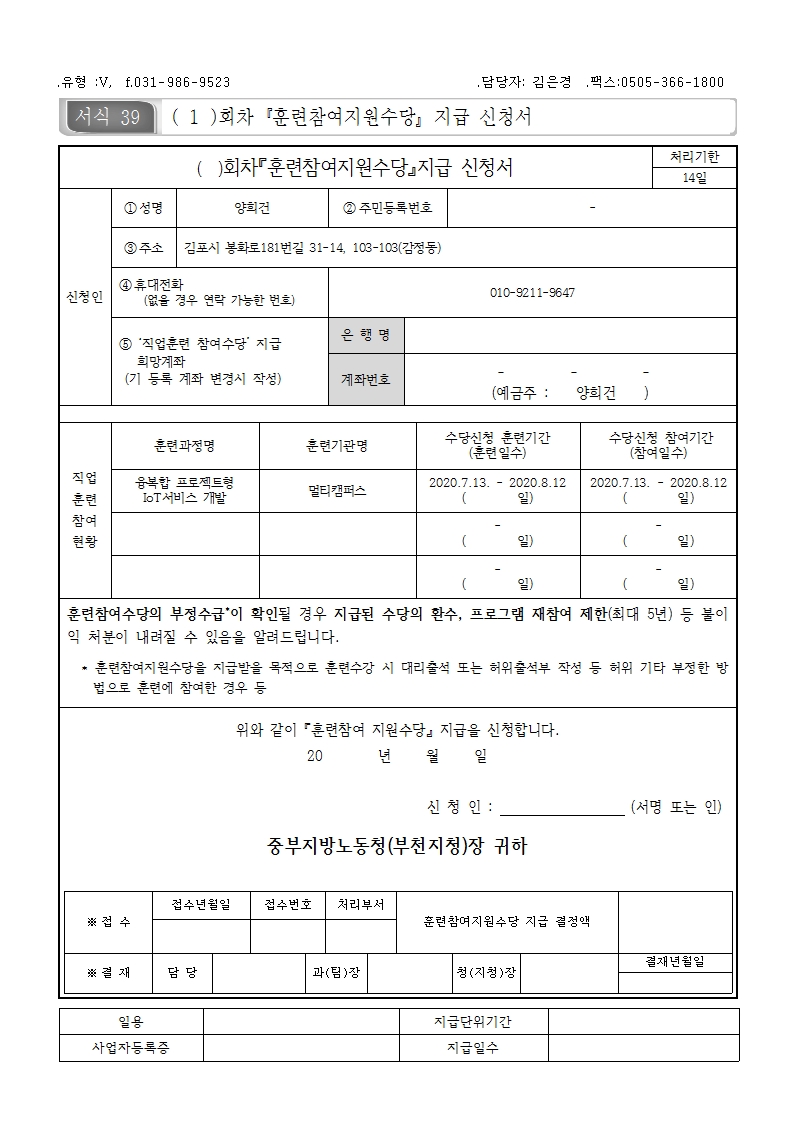 .유형 :V,   f.031-986-9523
.담당자: 김은경   .팩스:0505-366-1800
서식 39
( 1 )회차 『훈련참여지원수당』 지급 신청서
(   )회차『훈련참여지원수당』지급 신청서
처리기한
14일
신청인
① 성명
양희건
② 주민등록번호
-
③ 주소
김포시 봉화로181번길 31-14, 103-103(감정동)
④ 휴대전화
(없을 경우 연락 가능한 번호)
010-9211-9647
⑤ ‘직업훈련 참여수당’ 지급
희망계좌
(기 등록 계좌 변경시 작성)
은 행 명
계좌번호
-          -          -
(예금주 :     양희건     )
직업
훈련
참여
현황
훈련과정명
훈련기관명
수당신청 훈련기간
(훈련일수)
수당신청 참여기간
(참여일수)
융복합 프로젝트형
IoT서비스 개발
멀티캠퍼스
2020.7.13. - 2020.8.12
(          일)
2020.7.13. - 2020.8.12
(          일)
-
(          일)
-
(          일)
-
(          일)
-
(          일)
훈련참여수당의 부정수급*이 확인될 경우 지급된 수당의 환수, 프로그램 재참여 제한(최대 5년) 등 불이
익 처분이 내려질 수 있음을 알려드립니다.
* 훈련참여지원수당을 지급받을 목적으로 훈련수강 시 대리출석 또는 허위출석부 작성 등 허위 기타 부정한 방
법으로 훈련에 참여한 경우 등
위와 같이 『훈련참여 지원수당』 지급을 신청합니다.
20      년    월    일
신 청 인 : ________________ (서명 또는 인)
중부지방노동청(부천지청)장 귀하
※ 접 수
접수년월일
접수번호
처리부서
훈련참여지원수당 지급 결정액
※ 결 재
담 당
과(팀)장
청(지청)장
결재년월일
일용
지급단위기간
사업자등록증
지급일수